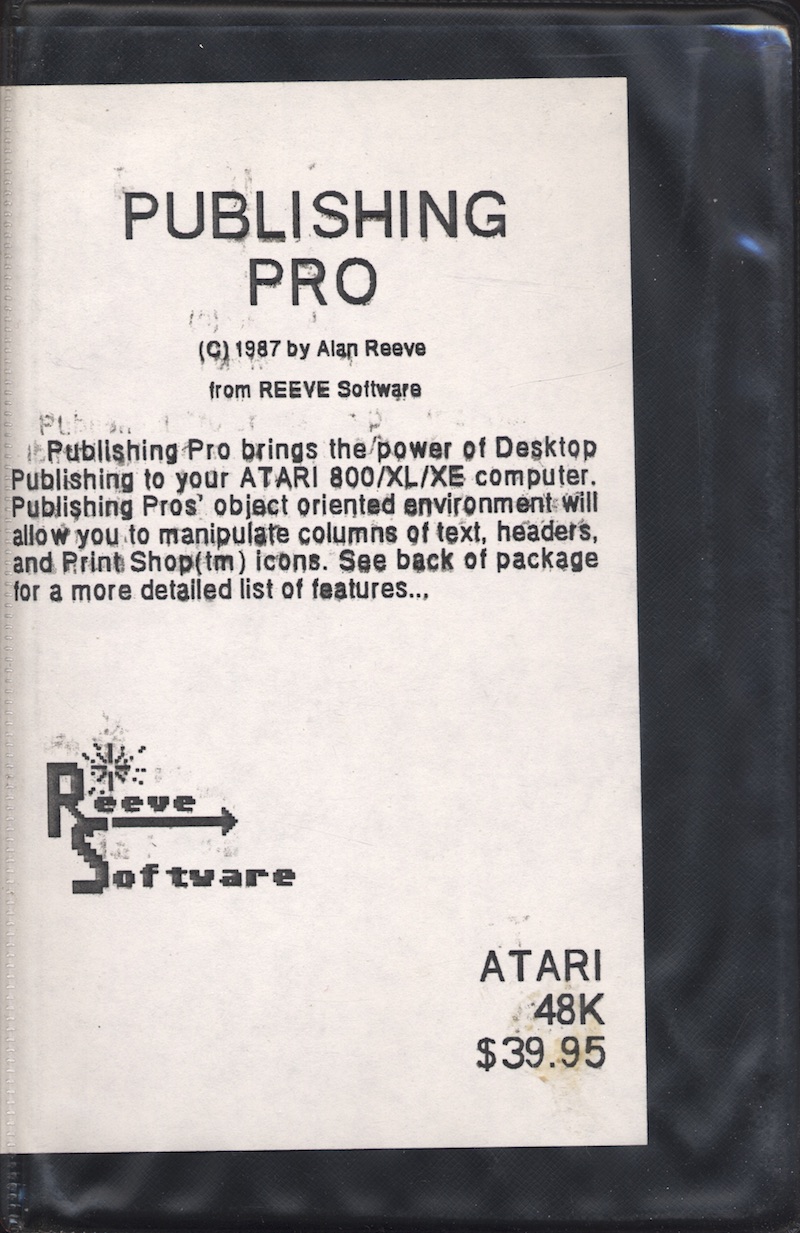 PUBLISHING
PRO
(C) 1987 by Alan Reeve
from REEVE Software
Publishing Pro brings the power of Desktop
Publishing to your ATARI 800/XL/XE computer.
Publishing Pros' object oriented environment will
allow you to manipulate columns of text, headers,
and Print Shop(tm) icons. See back of package
for a more detailed list of features...
Reeve
Software
ATARI
48K
$39.95